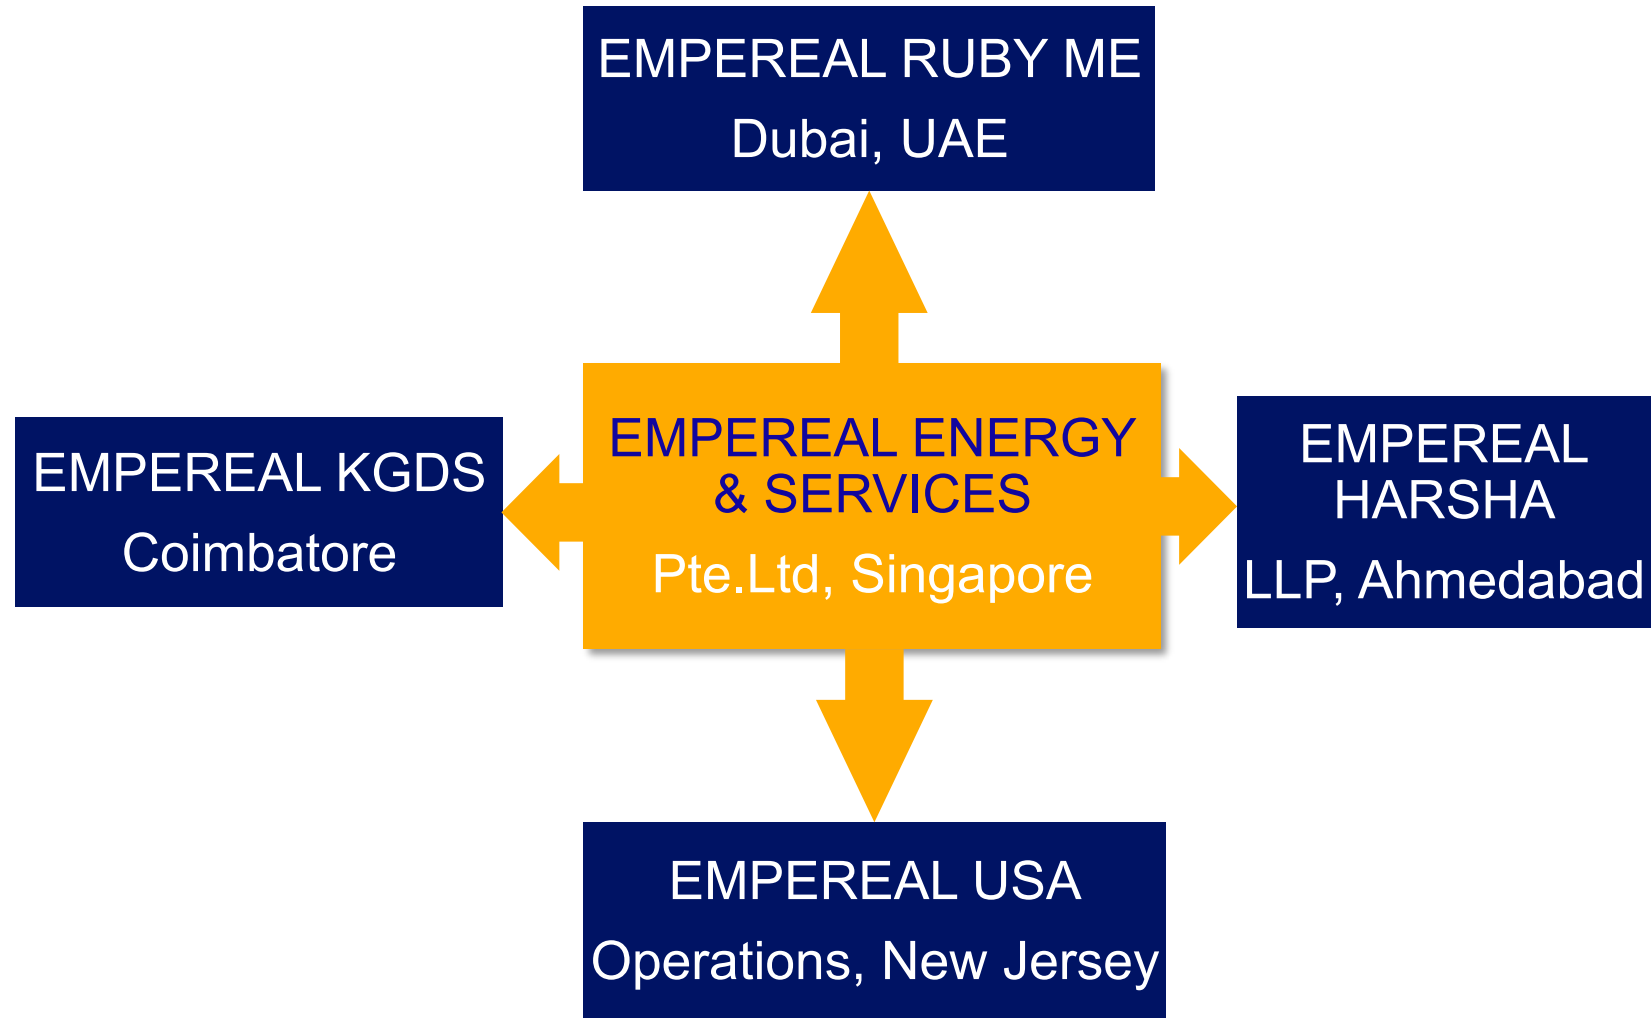 EMPEREAL RUBY ME
Dubai, UAE
EMPEREAL KGDS
Coimbatore
EMPEREAL ENERGY
& SERVICES
Pte.Ltd, Singapore
EMPEREAL
HARSHA
LLP, Ahmedabad
EMPEREAL USA
Operations, New Jersey